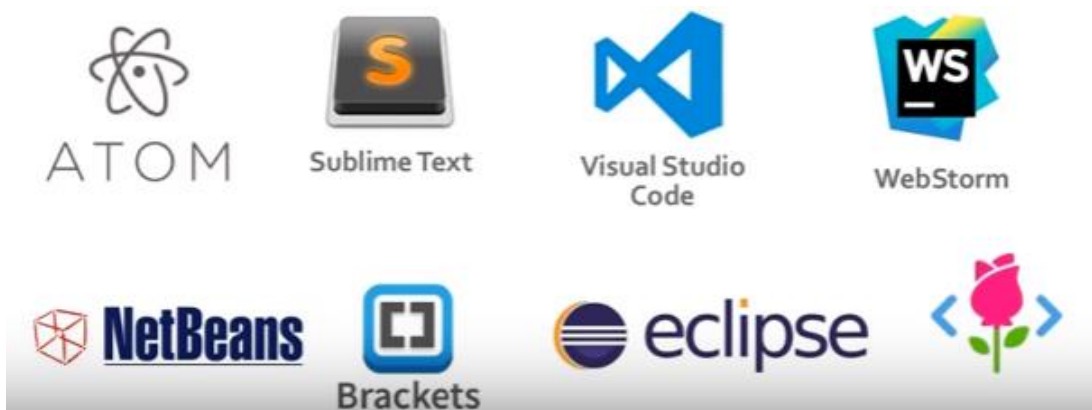 ATOM
S
Sublime Text
Visual Studio
Code
WS
WebStorm
NetBeans
Brackets
eclipse